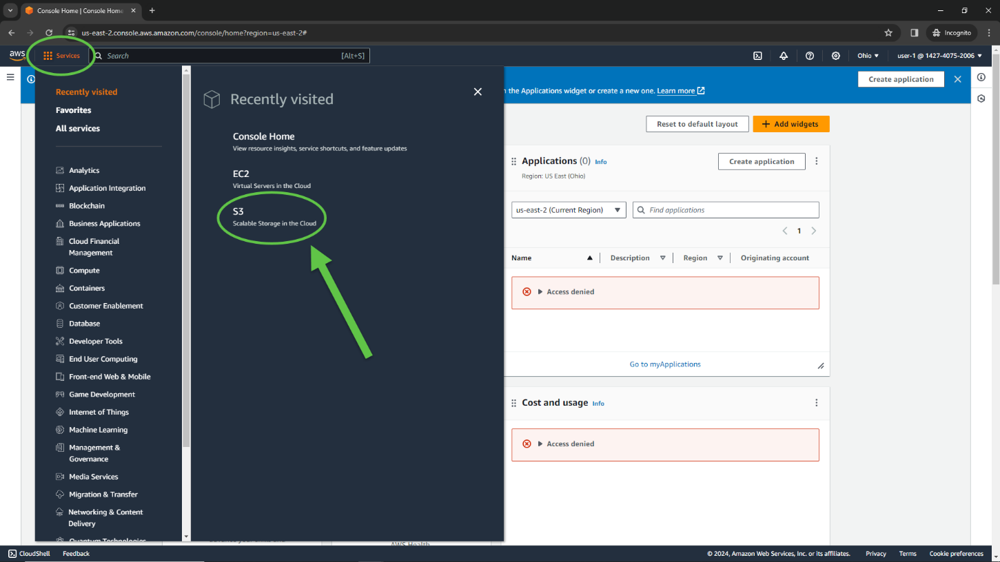 Console Home | Console Home
us-east-2.console.aws.amazon.com/console/home?region=us-east-2#
Incognito
aws
Services
Search
[Alt+S]
Ohio
user-1 @ 1427-4075-2006
n the Applications widget or create a new one. Learn more
Create application
Recently visited
Favorites
All services
Analytics
Application Integration
Blockchain
Business Applications
Cloud Financial
Management
Compute
Containers
Customer Enablement
Database
Developer Tools
End User Computing
Front-end Web & Mobile
Game Development
Internet of Things
Machine Learning
Management &
Governance
Media Services
Migration & Transfer
Networking & Content
Delivery
Quantum Technologies
Recently visited
Console Home
View resource insights, service shortcuts, and feature updates
EC2
Virtual Servers in the Cloud
S3
Scalable Storage in the Cloud
Reset to default layout
Add widgets
Applications (0) Info
Region: US East (Ohio)
Create application
us-east-2 (Current Region)
Find applications
1
Name
Description
Region
Originating account
Access denied
Go to myApplications
Cost and usage Info
Access denied
AWS Health
CloudShell
Feedback
© 2024, Amazon Web Services, Inc. or its affiliates.
Privacy
Terms
Cookie preferences